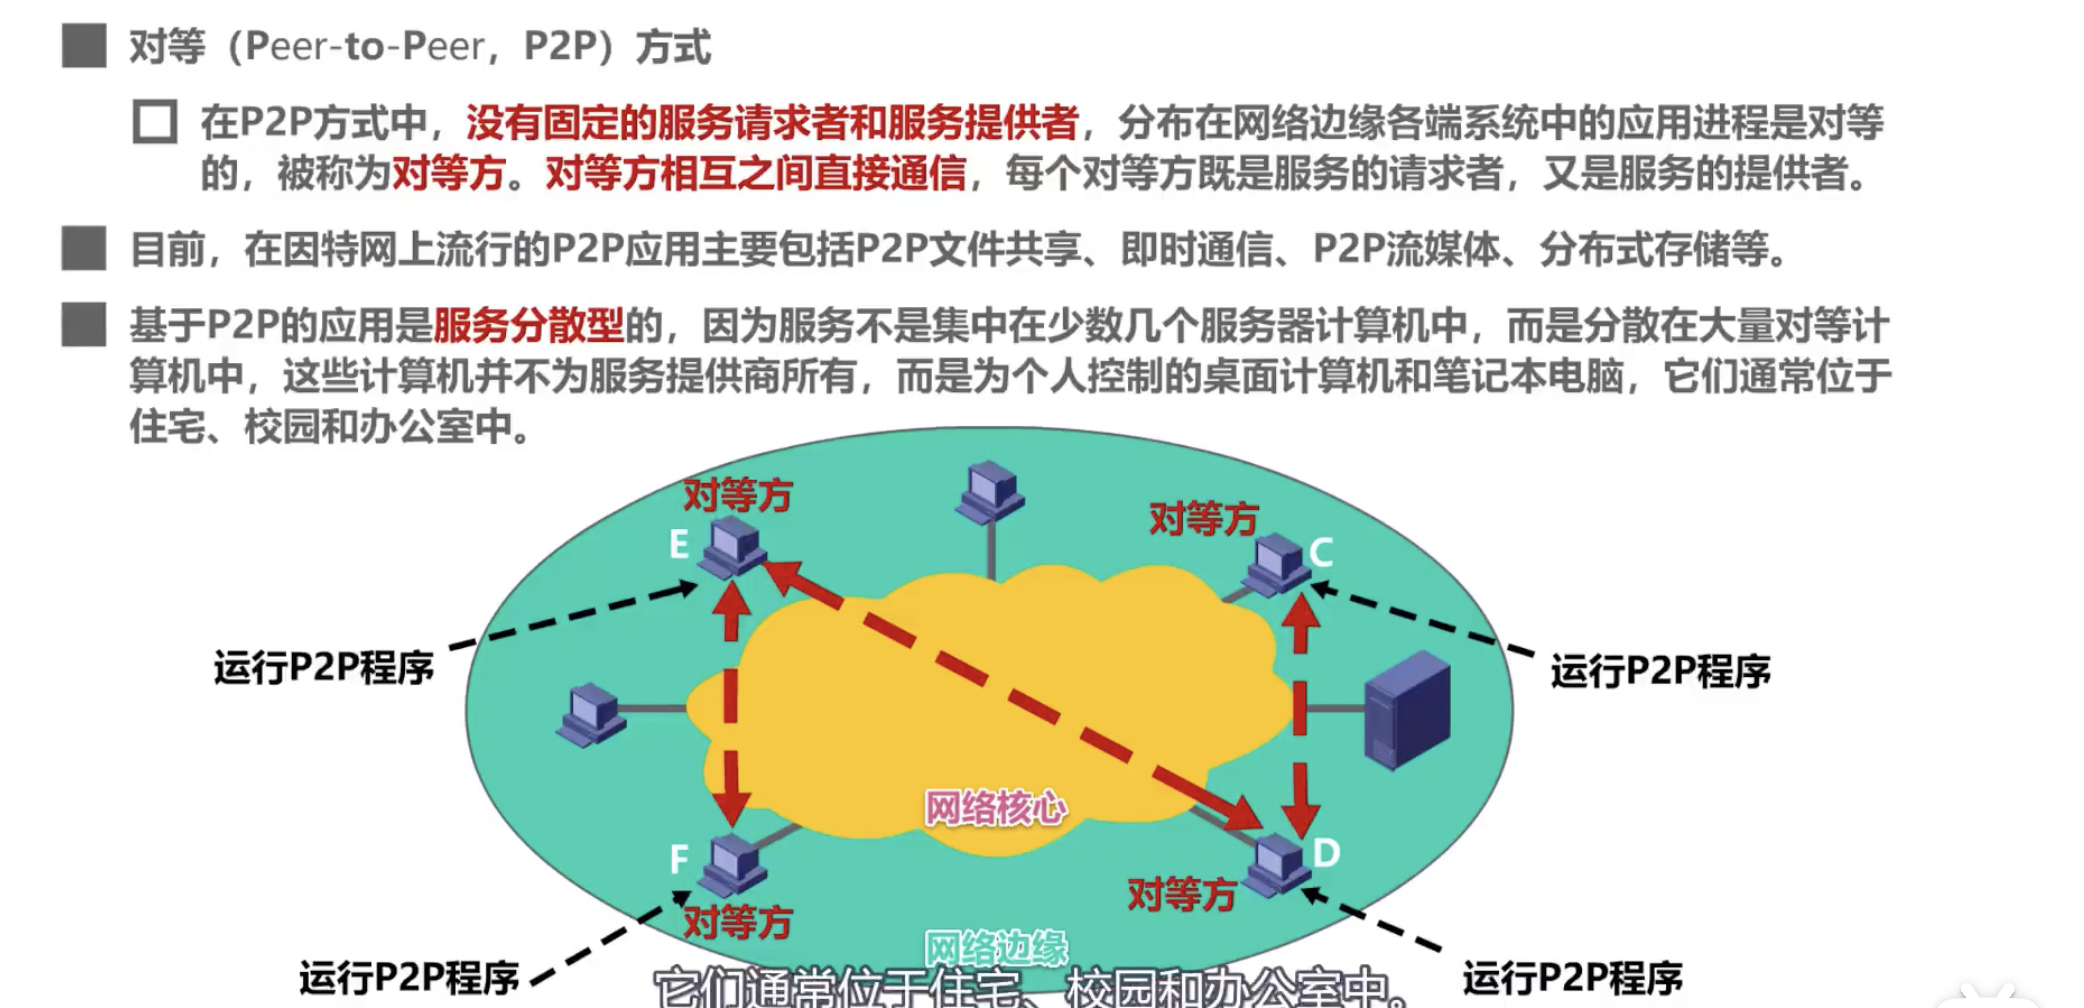 对等（Peer-to-Peer，P2P）方式
在P2P方式中，没有固定的服务请求者和服务提供者，分布在网络边缘各端系统中的应用进程是对等
的，被称为对等方。对等方相互之间直接通信，每个对等方既是服务的请求者，又是服务的提供者。
目前，在因特网上流行的P2P应用主要包括P2P文件共享、即时通信、P2P流媒体、分布式存储等。
基于P2P的应用是服务分散型的，因为服务不是集中在少数几个服务器计算机中，而是分散在大量对等计
算机中，这些计算机并不为服务提供商所有，而是为个人控制的桌面计算机和笔记本电脑，它们通常位于
住宅、校园和办公室中。
对等方
对等方
E
C
运行P2P程序
运行P2P程序
网络核心
F
D
对等方
对等方
网络边缘
运行P2P程序
运行P2P程序
它们通常位于住宅、校园和办公室中。